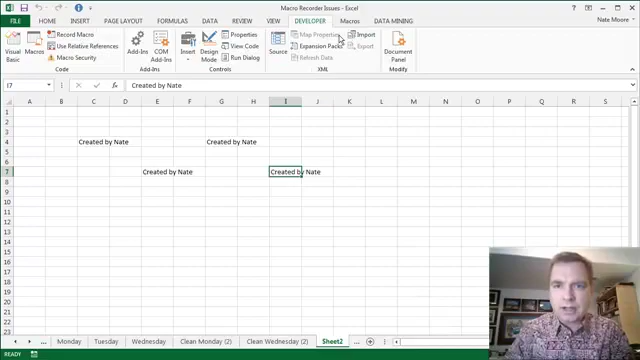 Macro Recorder Issues - Excel
FILE HOME INSERT PAGE LAYOUT FORMULAS DATA REVIEW VIEW DEVELOPER Macros DATA MINING Nate Moore
Visual Basic Macros Record Macro Use Relative References Macro Security Code
Add-Ins COM Add-Ins Add-Ins
Insert Design Mode Properties View Code Run Dialog Controls
Source Map Properties Expansion Packs Refresh Data Import Export XML
Document Panel Modify
I7 fx Created by Nate
A B C D E F G H I J K L M N O P Q R S
1
2
3
4 Created by Nate Created by Nate
5
6
7 Created by Nate Created by Nate
8
9
10
11
12
13
14
15
16
17
18
19
20
21
22
23
... Monday Tuesday Wednesday Clean Monday (2) Clean Wednesday (2) Sheet2 ...
READY